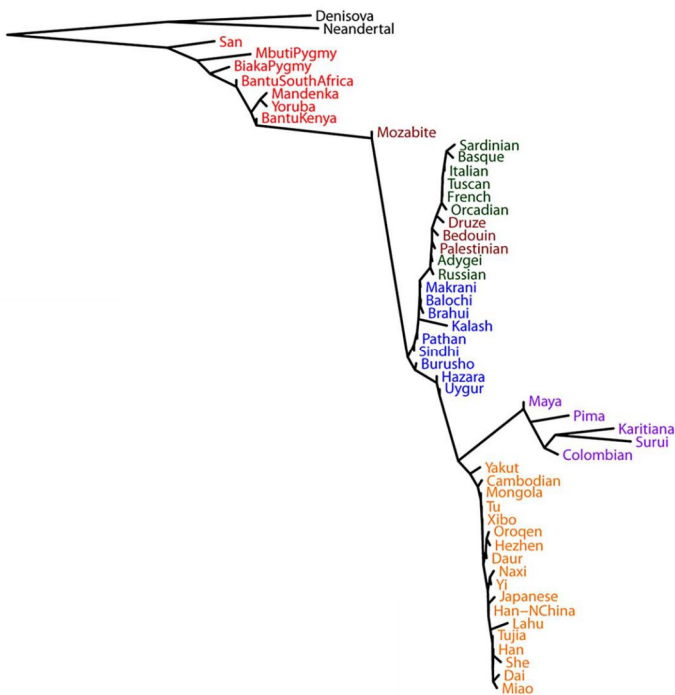 Denisova
Neandertal
San
MbutiPygmy
BiakaPygmy
BantuSouthAfrica
Mandenka
Yoruba
BantuKenya
Mozabite
Sardinian
Basque
Italian
Tuscan
French
Orcadian
Druze
Bedouin
Palestinian
Adygei
Russian
Makrani
Balochi
Brahui
Kalash
Pathan
Sindhi
Burusho
Hazara
Uygur
Maya
Pima
Karitiana
Surui
Colombian
Yakut
Cambodian
Mongola
Tu
Xibo
Oroqen
Hezhen
Daur
Naxi
Yi
Japanese
Han−NChina
Lahu
Tujia
Han
She
Dai
Miao